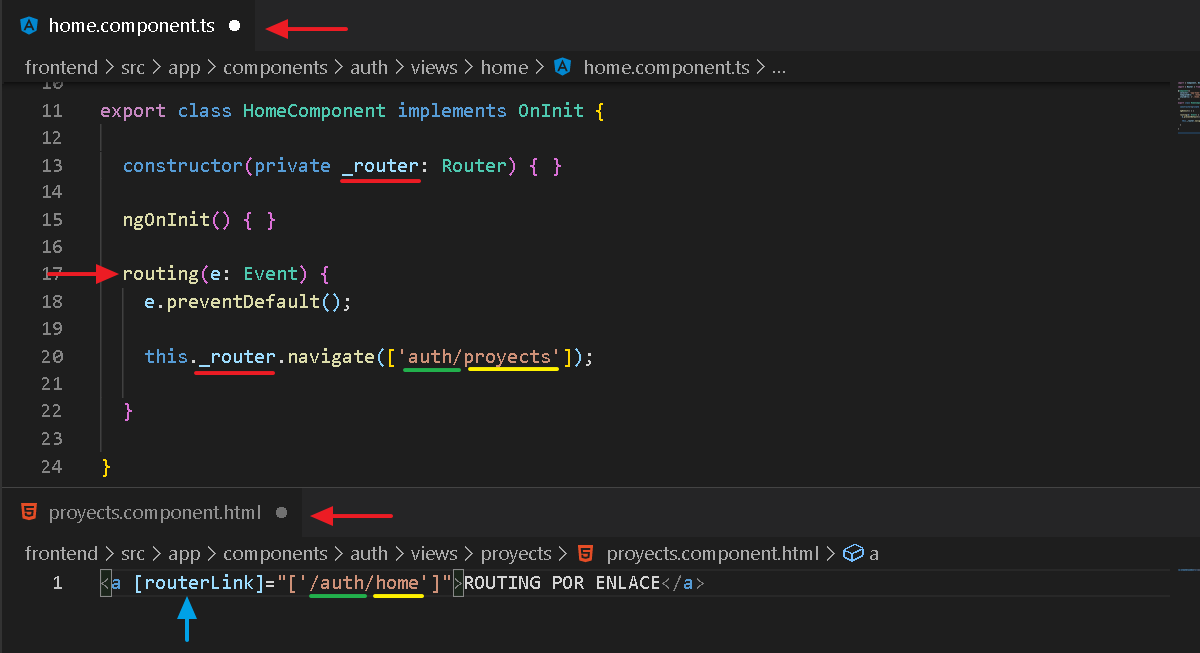 home.component.ts
frontend > src > app > components > auth > views > home > home.component.ts > ...
10
11 export class HomeComponent implements OnInit {
12
13 constructor(private _router: Router) { }
14
15 ngOnInit() { }
16
17 routing(e: Event) {
18 e.preventDefault();
19
20 this._router.navigate(['auth/proyects']);
21
22 }
23
24 }
proyects.component.html
frontend > src > app > components > auth > views > proyects > proyects.component.html > a
1 <a [routerLink]="['/auth/home']">ROUTING POR ENLACE</a>